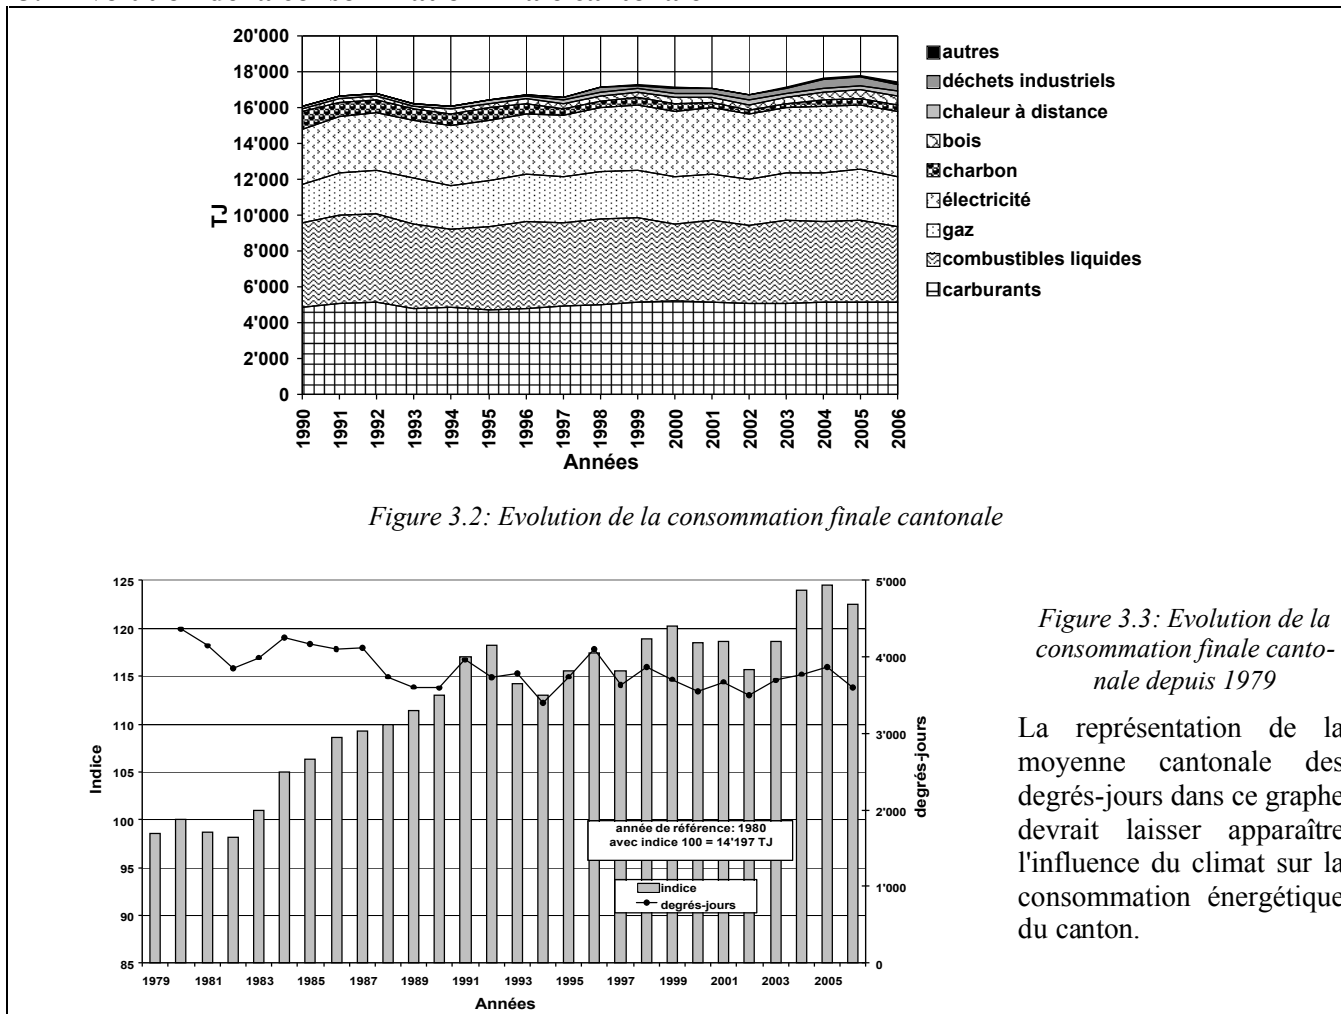 20'000
18'000
16'000
14'000
12'000
10'000
8'000
6'000
4'000
2'000
0
TJ
1990 1991 1992 1993 1994 1995 1996 1997 1998 1999 2000 2001 2002 2003 2004 2005 2006
Années
autres
déchets industriels
chaleur à distance
bois
charbon
électricité
gaz
combustibles liquides
carburants
Figure 3.2: Evolution de la consommation finale cantonale
125
120
115
110
105
100
95
90
85
Indice
5'000
4'000
3'000
2'000
1'000
0
degrés-jours
année de référence: 1980
avec indice 100 = 14'197 TJ
indice
degrés-jours
1979 1981 1983 1985 1987 1989 1991 1993 1995 1997 1999 2001 2003 2005
Années
Figure 3.3: Evolution de la
consommation finale canto-
nale depuis 1979
La représentation de la
moyenne cantonale des
degrés-jours dans ce graphe
devrait laisser apparaître
l'influence du climat sur la
consommation énergétique
du canton.